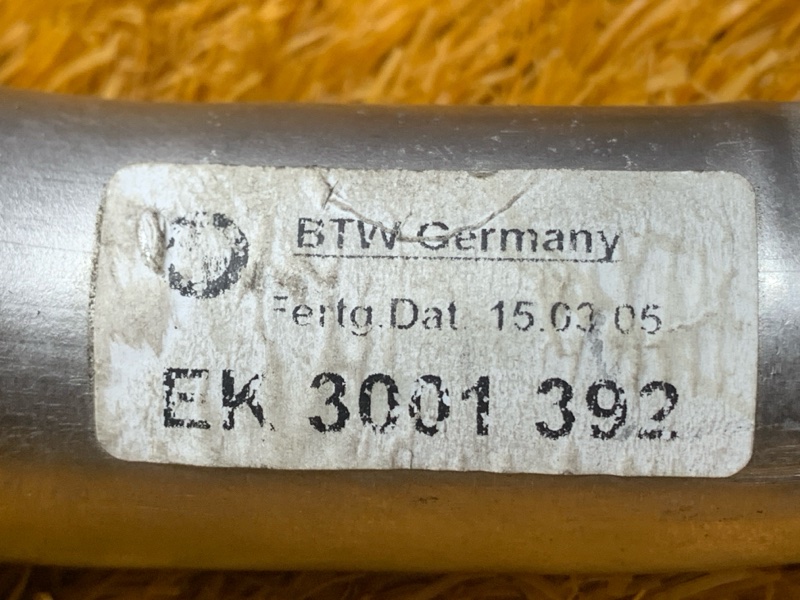 BTW Germany
Fertg.Dat 15.03.05
EK 3001 392